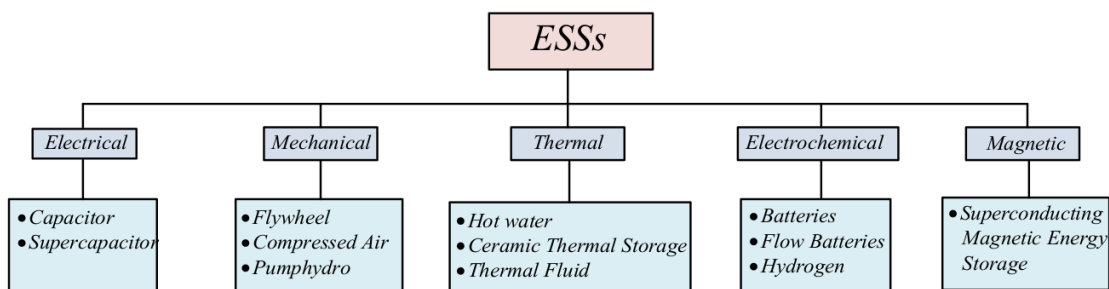 ESSs
Electrical
Mechanical
Thermal
Electrochemical
Magnetic
• Capacitor
• Supercapacitor
• Flywheel
• Compressed Air
• Pumphydro
• Hot water
• Ceramic Thermal Storage
• Thermal Fluid
• Batteries
• Flow Batteries
• Hydrogen
• Superconducting
Magnetic Energy
Storage